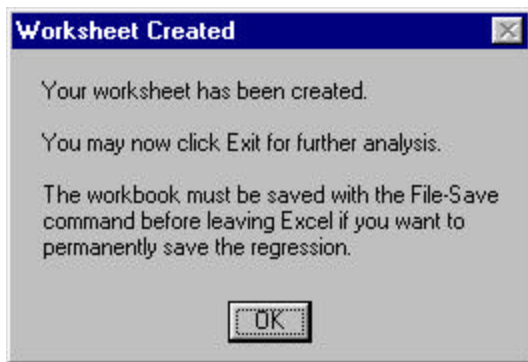 Worksheet Created
Your worksheet has been created.
You may now click Exit for further analysis.
The workbook must be saved with the File-Save
command before leaving Excel if you want to
permanently save the regression.
OK